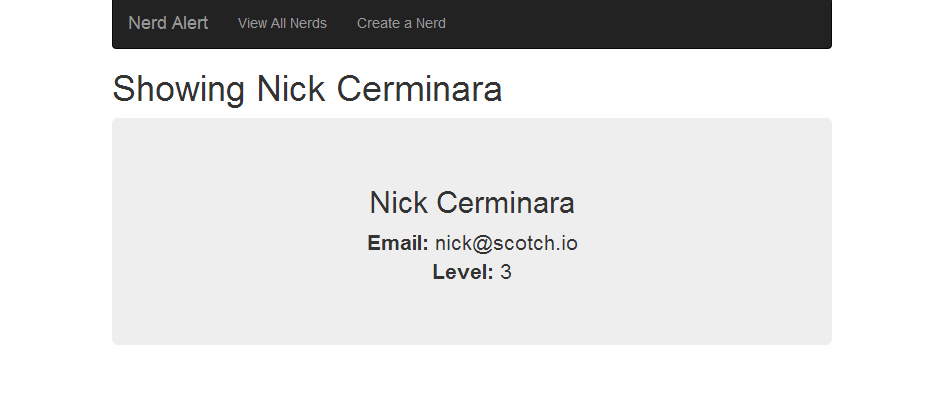 Nerd Alert View All Nerds Create a Nerd
Showing Nick Cerminara
Nick Cerminara
Email: nick@scotch.io
Level: 3